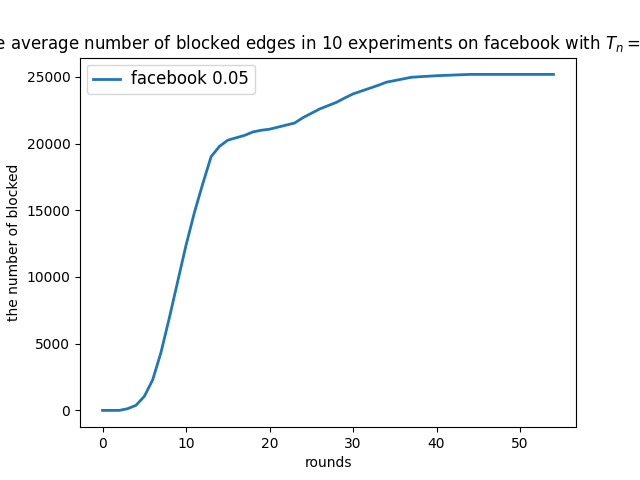 e average number of blocked edges in 10 experiments on facebook with Tₙ =
facebook 0.05
25000
20000
15000
10000
5000
0
the number of blocked
0 10 20 30 40 50
rounds